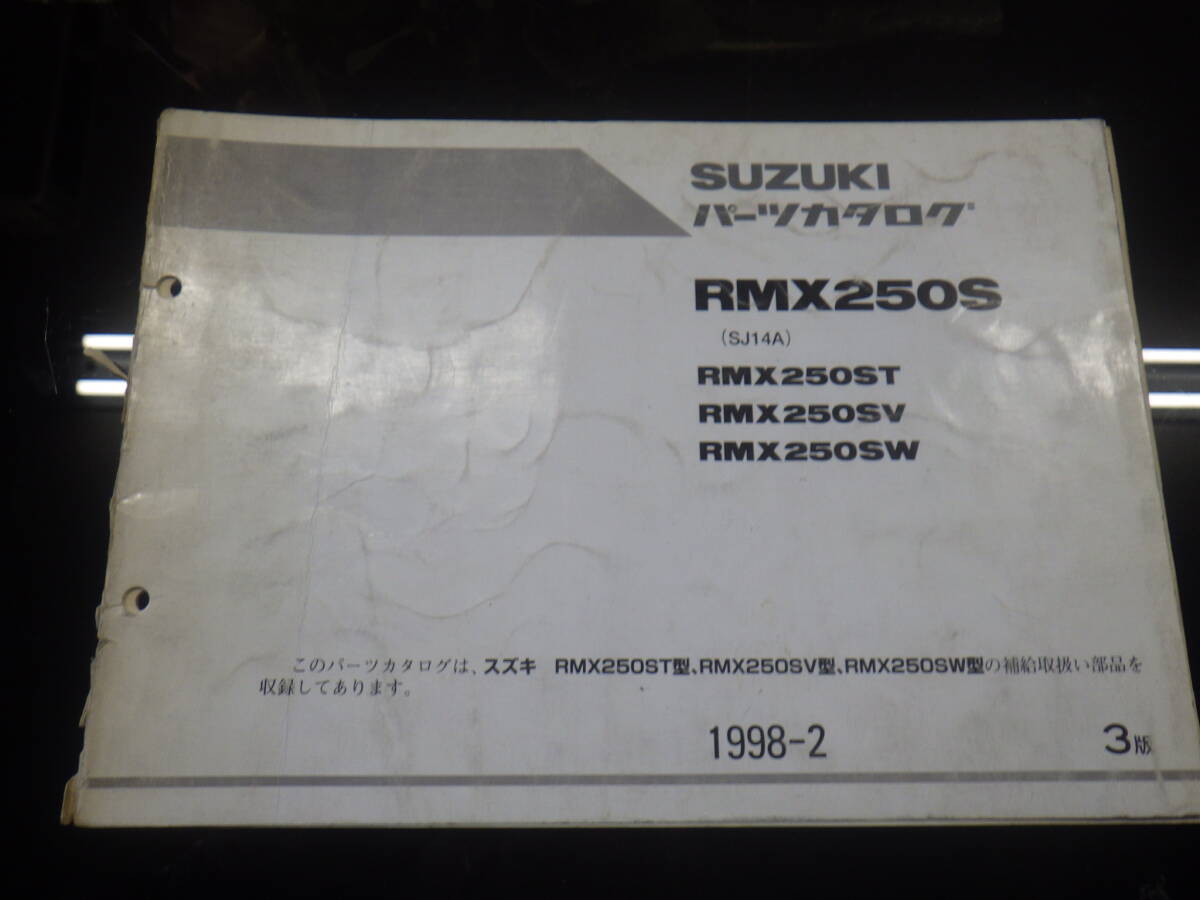 SUZUKI
パーツカタログ
RMX250S
(SJ14A)
RMX250ST
RMX250SV
RMX250SW
このパーツカタログは、スズキ RMX250ST型、RMX250SV型、RMX250SW型の補給取扱い部品を
収録してあります。
1998-2 3版